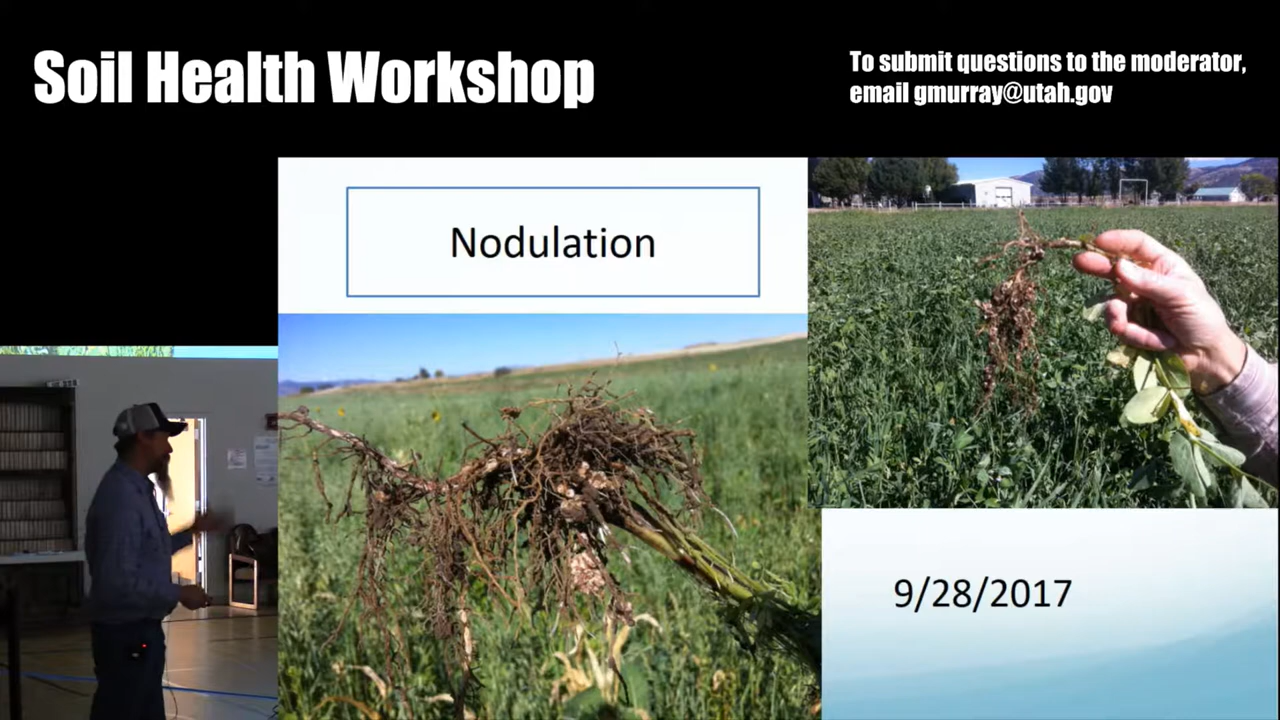 Soil Health Workshop
To submit questions to the moderator,
email gmurray@utah.gov
Nodulation
9/28/2017